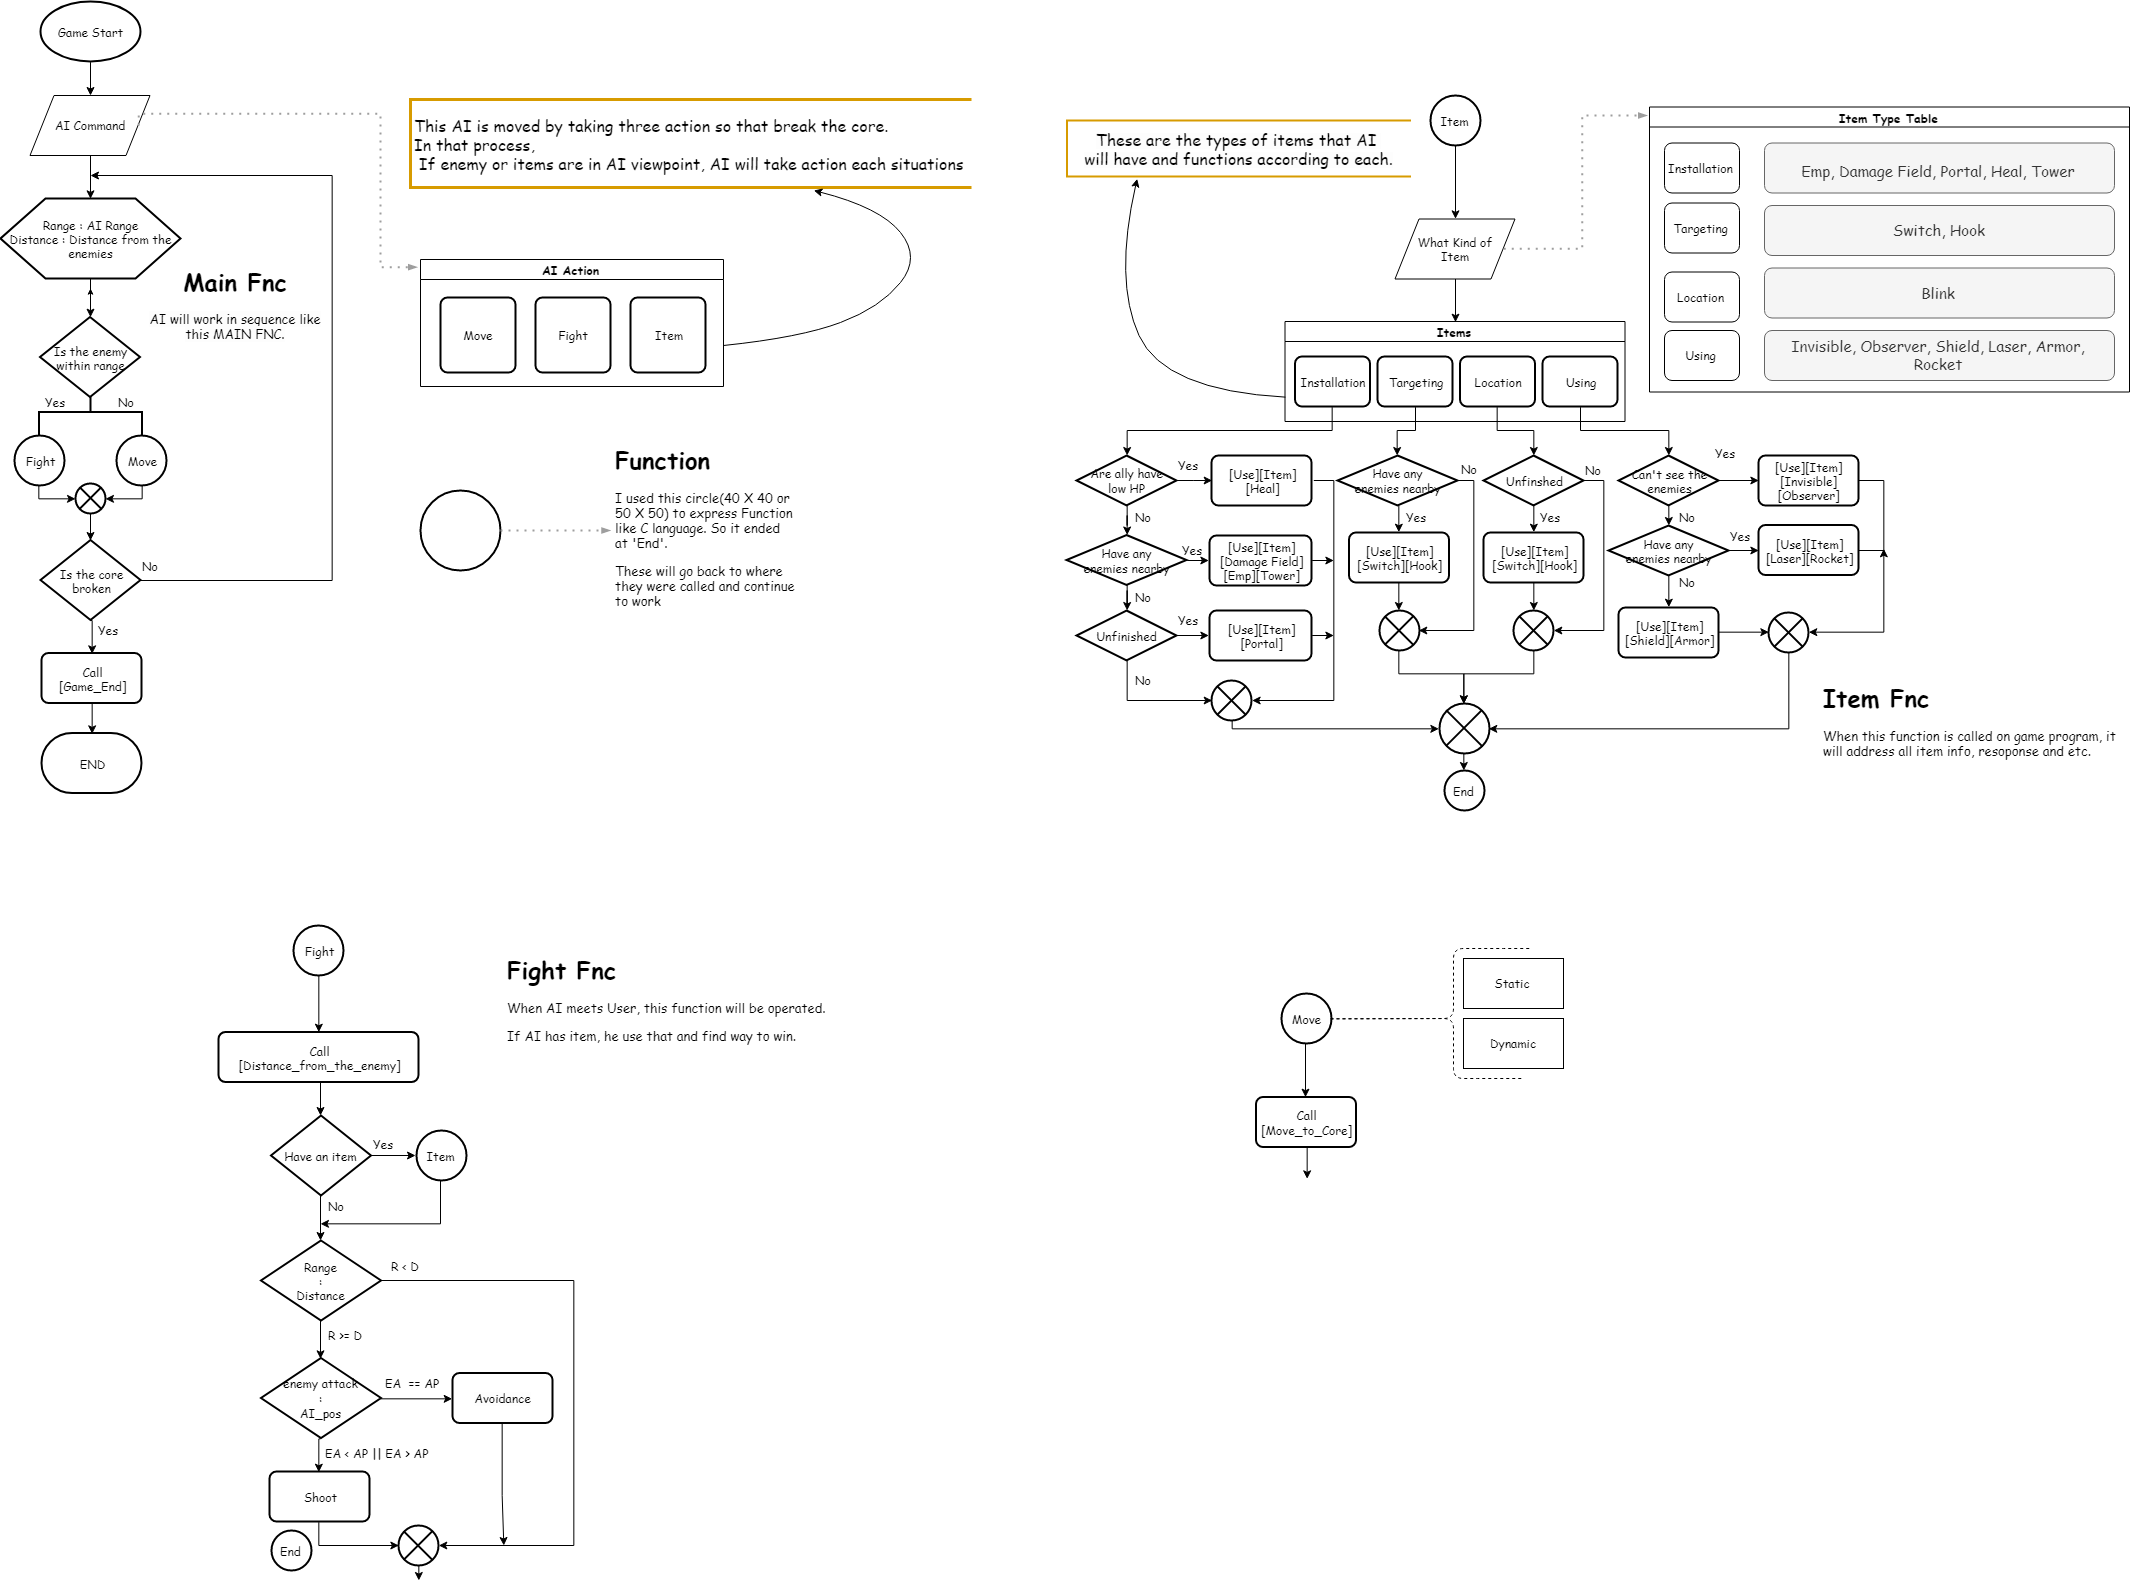 Game Start
AI Command
Range : AI Range
Distance : Distance from the
enemies
Main Fnc
AI will work in sequence like
this MAIN FNC.
Is the enemy
within range
Yes
No
Fight
Move
Is the core
broken
No
Yes
Call
[Game_End]
END
This AI is moved by taking three action so that break the core.
In that process,
If enemy or items are in AI viewpoint, AI will take action each situations
AI Action
Move
Fight
Item
Function
I used this circle(40 X 40 or
50 X 50) to express Function
like C language. So it ended
at 'End'.
These will go back to where
they were called and continue
to work
These are the types of items that AI
will have and functions according to each.
Item
What Kind of
Item
Item Type Table
Installation
Emp, Damage Field, Portal, Heal, Tower
Targeting
Switch, Hook
Location
Blink
Using
Invisible, Observer, Shield, Laser, Armor,
Rocket
Items
Installation
Targeting
Location
Using
Are ally have
low HP
Yes
[Use][Item]
[Heal]
No
Have any
enemies nearby
Yes
[Use][Item]
[Damage Field]
[Emp][Tower]
No
Unfinished
Yes
[Use][Item]
[Portal]
No
Have any
enemies nearby
No
Yes
[Use][Item]
[Switch][Hook]
Unfinshed
No
Yes
[Use][Item]
[Switch][Hook]
Can't see the
enemies
Yes
[Use][Item]
[Invisible]
[Observer]
No
Have any
enemies nearby
Yes
[Use][Item]
[Laser][Rocket]
No
[Use][Item]
[Shield][Armor]
End
Item Fnc
When this function is called on game program, it
will address all item info, resoponse and etc.
Fight
Fight Fnc
When AI meets User, this function will be operated.
If AI has item, he use that and find way to win.
Call
[Distance_from_the_enemy]
Have an item
Yes
Item
No
Range
:
Distance
R < D
R >= D
enemy attack
:
AI_pos
EA == AP
Avoidance
EA < AP || EA > AP
Shoot
End
Move
Static
Dynamic
Call
[Move_to_Core]